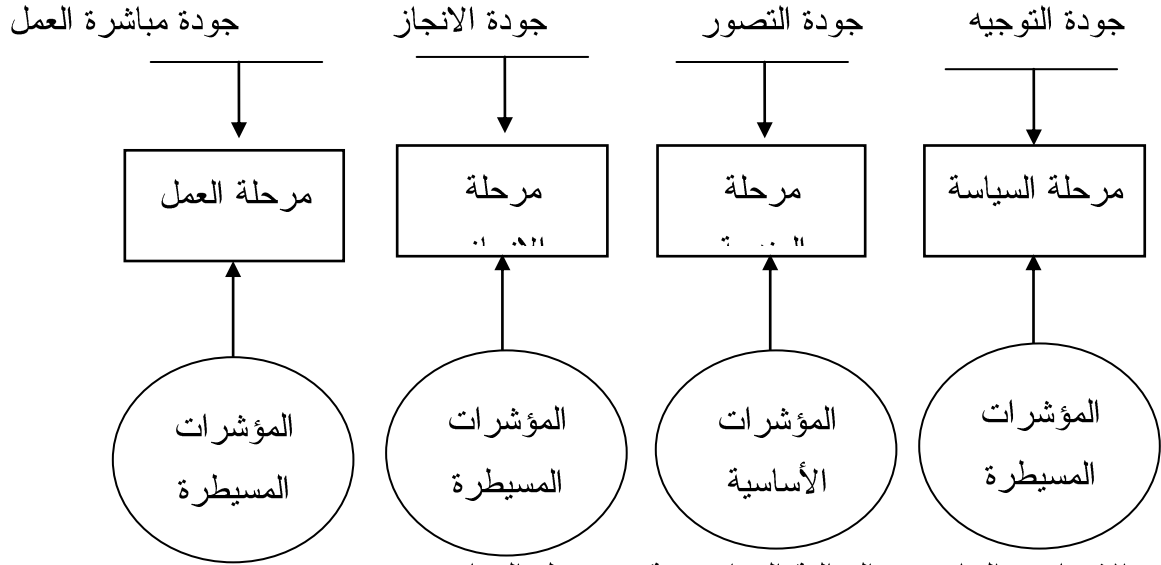 جودة التوجيه
جودة التصور
جودة الانجاز
جودة مباشرة العمل
مرحلة السياسة
مرحلة
مرحلة
مرحلة العمل
المؤشرات
المسيطرة
المؤشرات
الأساسية
المؤشرات
المسيطرة
المؤشرات
المسيطرة